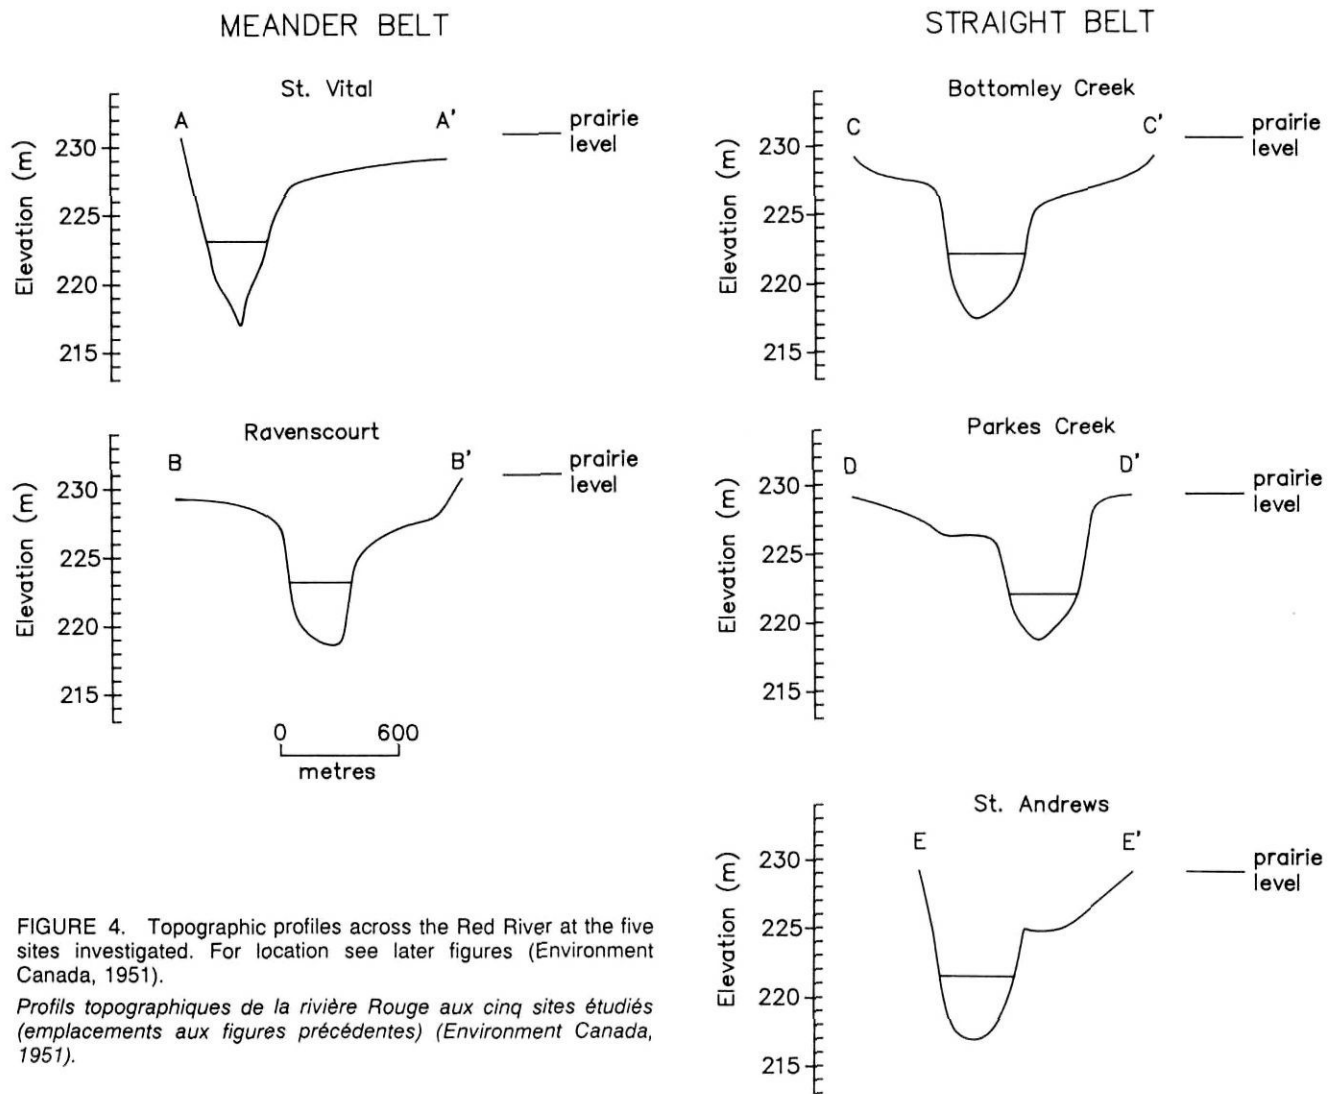 MEANDER BELT
St. Vital
A
A'
prairie
level
Elevation (m)
230
225
220
215
Ravenscourt
B
B'
prairie
level
Elevation (m)
230
225
220
215
0 600
metres
STRAIGHT BELT
Bottomley Creek
C
C'
prairie
level
Elevation (m)
230
225
220
215
Parkes Creek
D
D'
prairie
level
Elevation (m)
230
225
220
215
St. Andrews
E
E'
prairie
level
Elevation (m)
230
225
220
215
FIGURE 4. Topographic profiles across the Red River at the five
sites investigated. For location see later figures (Environment
Canada, 1951).
Profils topographiques de la rivière Rouge aux cinq sites étudiés
(emplacements aux figures précédentes) (Environment Canada,
1951).